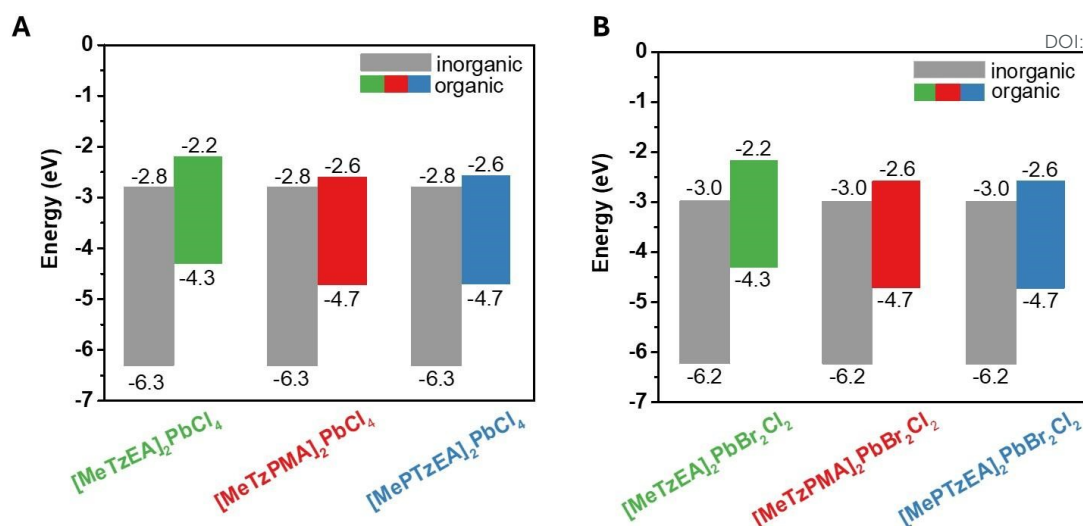 A
0
-1
-2
-3
-4
-5
-6
-7
Energy (eV)
inorganic
organic
-2.8
-2.2
-4.3
-6.3
-2.8
-2.6
-4.7
-6.3
-2.8
-2.6
-4.7
-6.3
[MeTzEA]₂PbCl₄
[MeTzPMA]₂PbCl₄
[MePTzEA]₂PbCl₄
B
DOI:
0
-1
-2
-3
-4
-5
-6
-7
Energy (eV)
inorganic
organic
-3.0
-2.2
-4.3
-6.2
-3.0
-2.6
-4.7
-6.2
-3.0
-2.6
-4.7
-6.2
[MeTzEA]₂PbBr₂Cl₂
[MeTzPMA]₂PbBr₂Cl₂
[MePTzEA]₂PbBr₂Cl₂